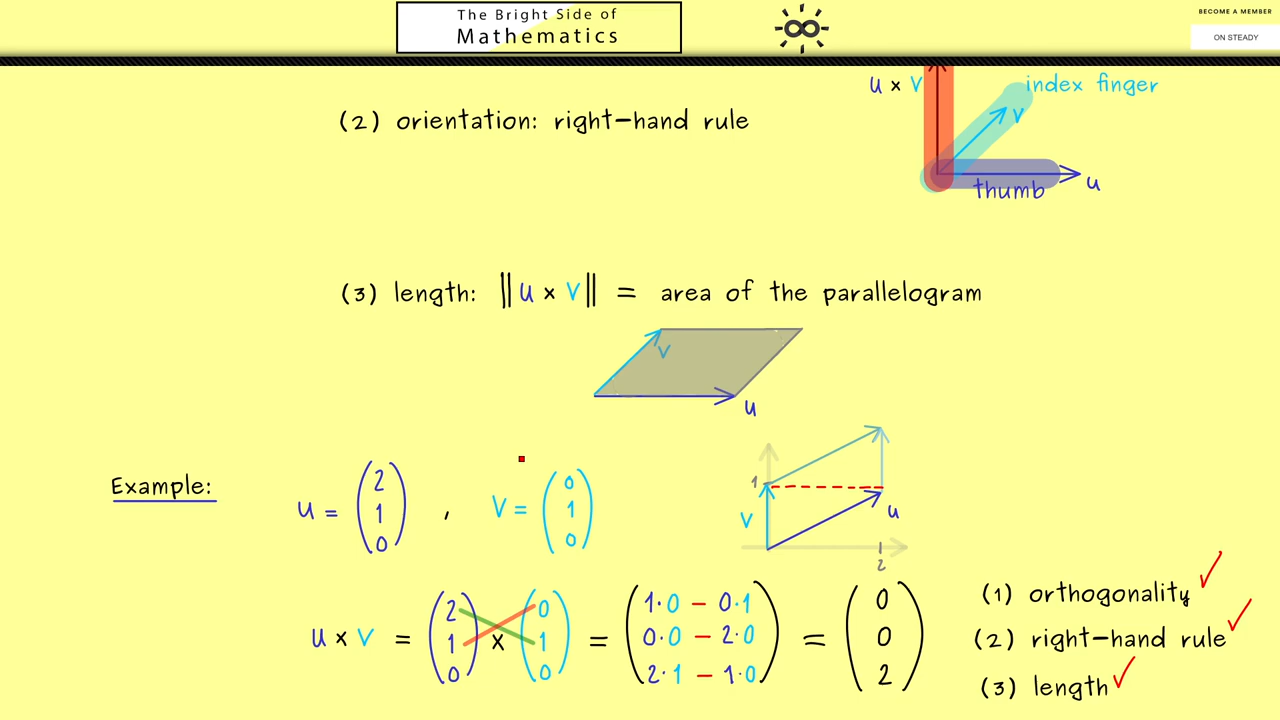 The Bright Side of
Mathematics
BECOME A MEMBER
ON STEADY
u × v
index finger
(2) orientation: right-hand rule
v
thumb
u
(3) length: ‖u × v‖ = area of the parallelogram
v
u
Example:
u = (2 1 0) , v = (0 1 0)
1
v
u
2
u × v = (2 1 0) × (0 1 0) = (1·0 − 0·1 0·0 − 2·0 2·1 − 1·0) = (0 0 2)
(1) orthogonality ✓
(2) right-hand rule ✓
(3) length ✓